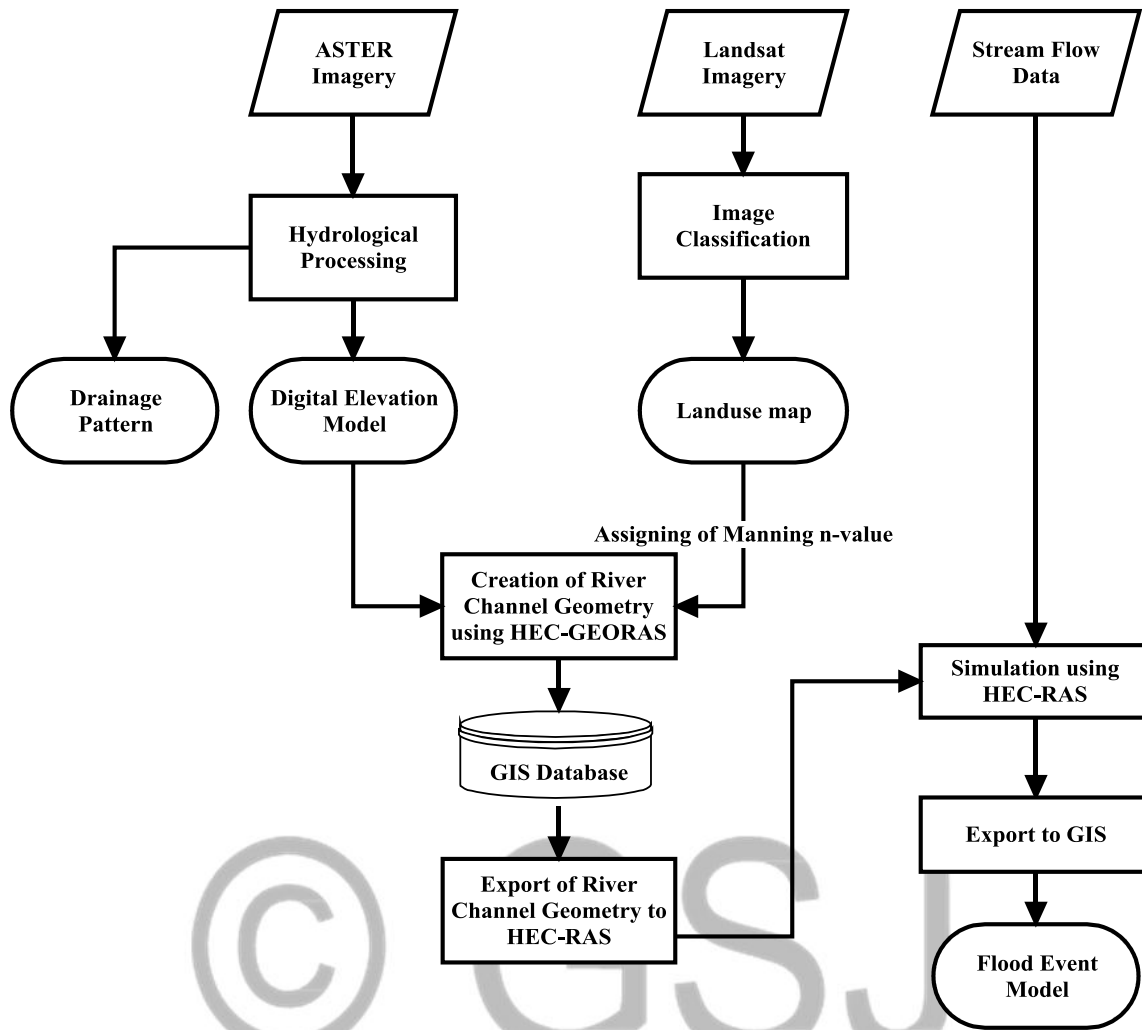 ASTER
Imagery
Landsat
Imagery
Stream Flow
Data
Hydrological
Processing
Image
Classification
Drainage
Pattern
Digital Elevation
Model
Landuse map
Assigning of Manning n-value
Creation of River
Channel Geometry
using HEC-GEORAS
Simulation using
HEC-RAS
GIS Database
Export to GIS
Export of River
Channel Geometry to
HEC-RAS
Flood Event
Model
© GSJ